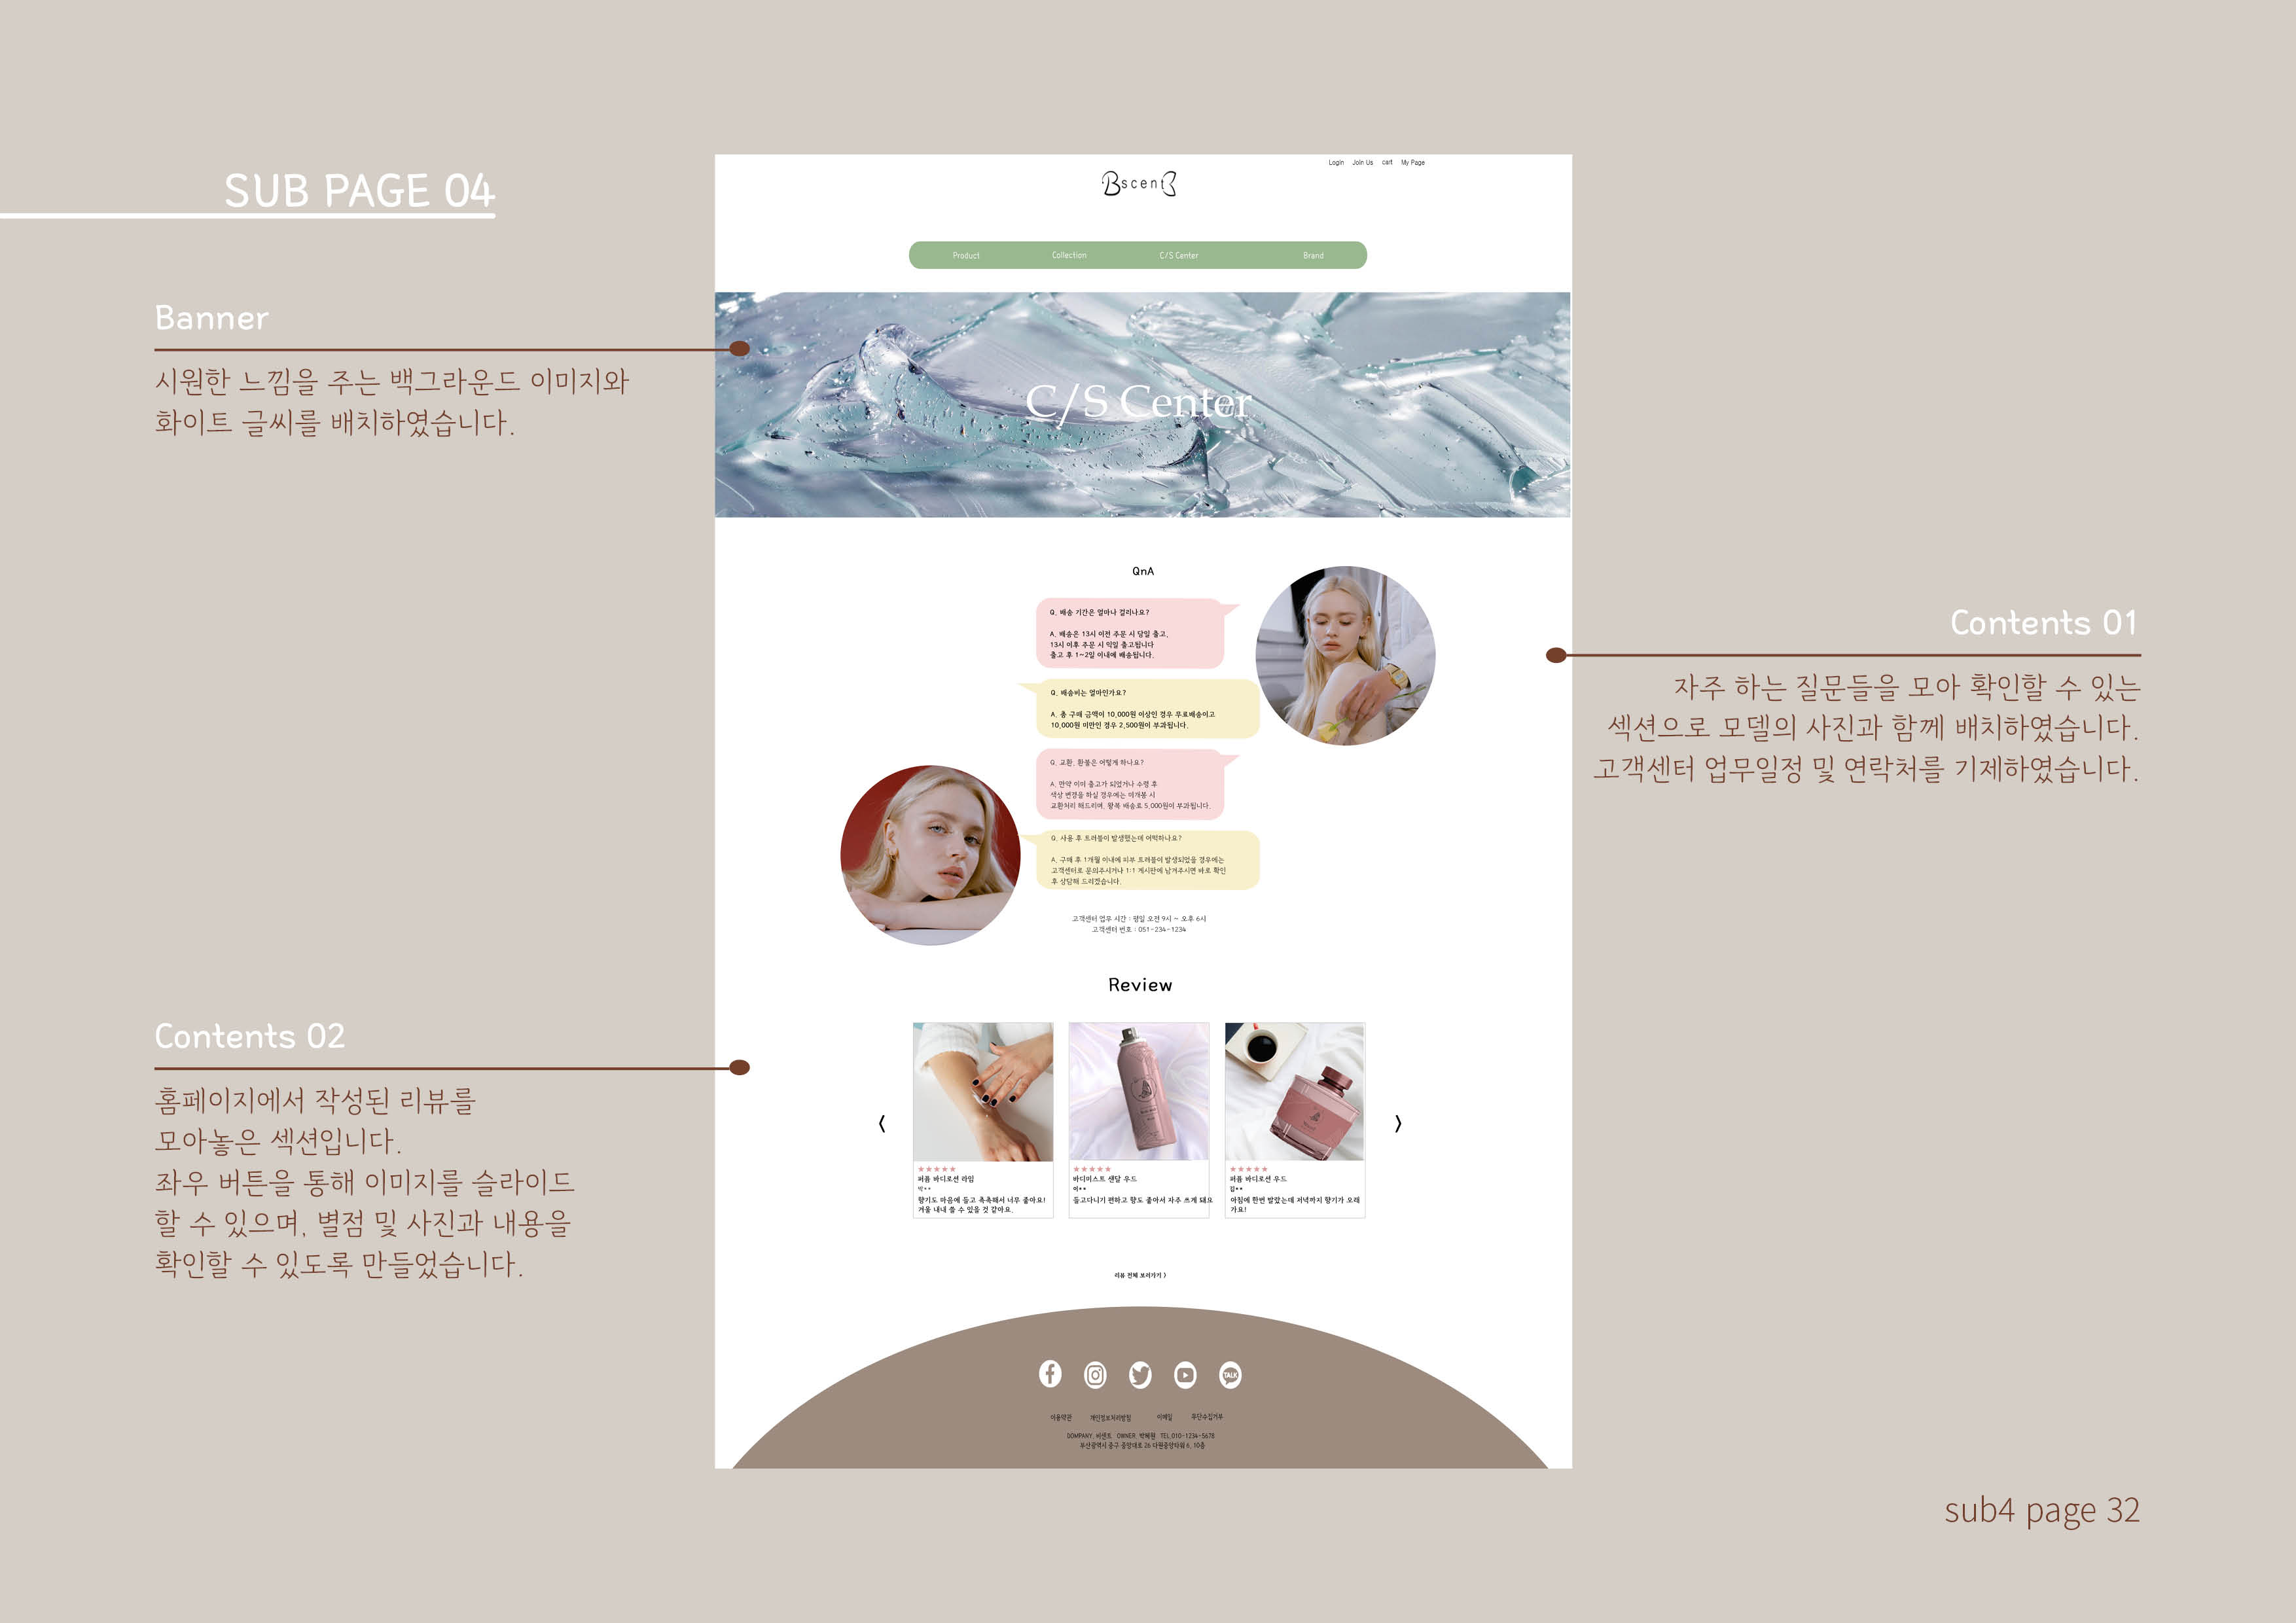 SUB PAGE 04
Banner
시원한 느낌을 주는 백그라운드 이미지와
화이트 글씨를 배치하였습니다.
Login Join Us cart My Page
Bscent
Product Collection C/S Center Brand
C/S Center
QnA
Q. 배송 기간은 얼마나 걸리나요?
A. 배송은 13시 이전 주문 시 당일 출고,
13시 이후 주문 시 익일 출고됩니다
출고 후 1~2일 이내에 배송됩니다.
Q. 배송비는 얼마인가요?
A. 총 구매 금액이 10,000원 이상인 경우 무료배송이고
10,000원 미만인 경우 2,500원이 부과됩니다.
Q. 교환, 환불은 어떻게 하나요?
A. 만약 이미 출고가 되었거나 수령 후
색상 변경을 하실 경우에는 미개봉 시
교환처리 해드리며, 왕복 배송료 5,000원이 부과됩니다.
Q. 사용 후 트러블이 발생했는데 어떡하나요?
A. 구매 후 1개월 이내에 피부 트러블이 발생되었을 경우에는
고객센터로 문의주시거나 1:1 게시판에 남겨주시면 바로 확인
후 상담해 드리겠습니다.
고객센터 업무 시간 : 평일 오전 9시 ~ 오후 6시
고객센터 번호 : 051-234-1234
Contents 01
자주 하는 질문들을 모아 확인할 수 있는
섹션으로 모델의 사진과 함께 배치하였습니다.
고객센터 업무일정 및 연락처를 기제하였습니다.
Contents 02
홈페이지에서 작성된 리뷰를
모아놓은 섹션입니다.
좌우 버튼을 통해 이미지를 슬라이드
할 수 있으며, 별점 및 사진과 내용을
확인할 수 있도록 만들었습니다.
Review
★★★★★
퍼퓸 바디로션 라임
박**
향기도 마음에 들고 촉촉해서 너무 좋아요!
겨울 내내 쓸 수 있을 것 같아요.
★★★★★
바디미스트 샌달 우드
이**
들고다니기 편하고 향도 좋아서 자주 쓰게 돼요
★★★★★
퍼퓸 바디로션 우드
김**
아침에 한번 발랐는데 저녁까지 향기가 오래
가요!
리뷰 전체 보러가기 >
TALK
이용약관 개인정보처리방침 이메일 무단수집거부
DOMPANY. 비센트 OWNER. 박혜원 TEL.010-1234-5678
부산광역시 중구 중앙대로 26 다원중앙타워 6, 10층
sub4 page 32